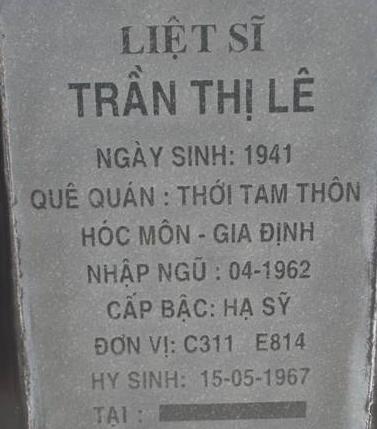 LIỆT SĨ
TRẦN THỊ LÊ
NGÀY SINH: 1941
QUÊ QUÁN : THỚI TAM THÔN
HÓC MÔN - GIA ĐỊNH
NHẬP NGŨ : 04-1962
CẤP BẬC: HẠ SỸ
ĐƠN VỊ: C311 E814
HY SINH: 15-05-1967
TẠI :